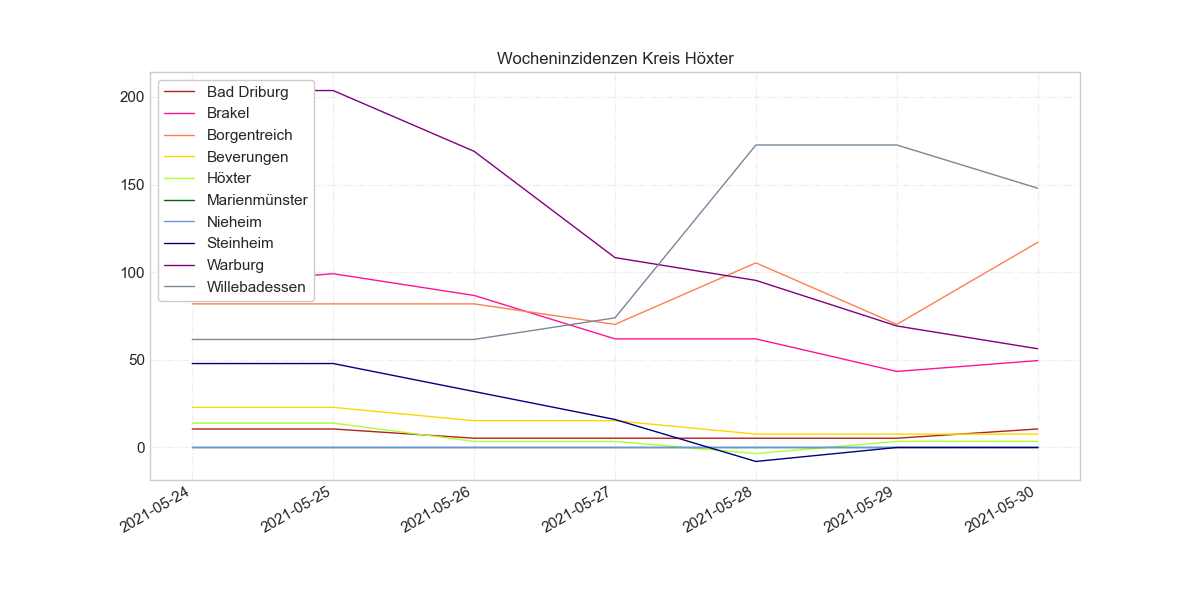 Wocheninzidenzen Kreis Höxter
200
150
100
50
0
Bad Driburg
Brakel
Borgentreich
Beverungen
Höxter
Marienmünster
Nieheim
Steinheim
Warburg
Willebadessen
2021-05-24
2021-05-25
2021-05-26
2021-05-27
2021-05-28
2021-05-29
2021-05-30